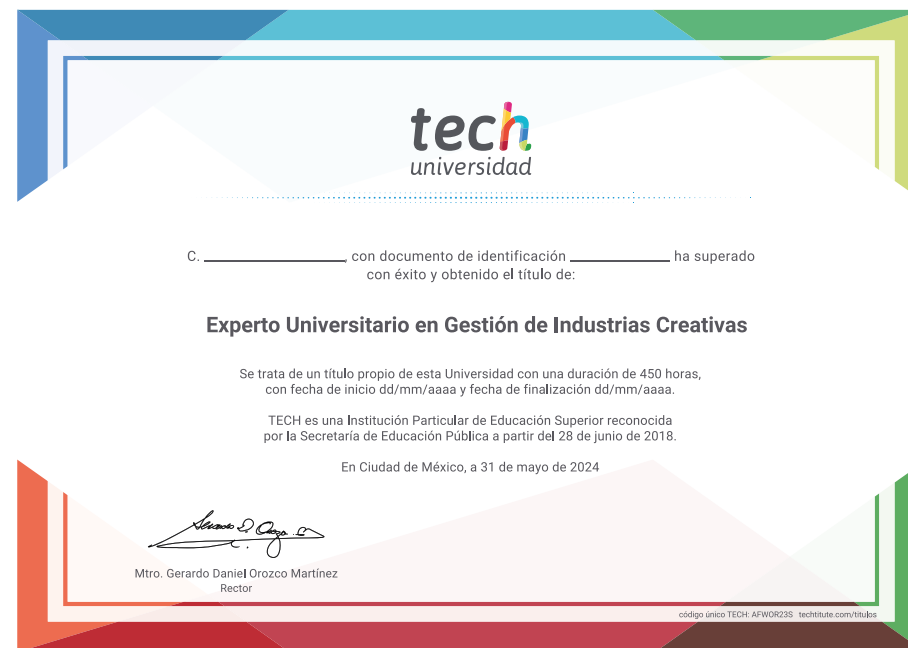 tech
universidad
C. ____________, con documento de identificación ____________ ha superado
con éxito y obtenido el título de:
Experto Universitario en Gestión de Industrias Creativas
Se trata de un título propio de esta Universidad con una duración de 450 horas,
con fecha de inicio dd/mm/aaaa y fecha de finalización dd/mm/aaaa.
TECH es una Institución Particular de Educación Superior reconocida
por la Secretaría de Educación Pública a partir del 28 de junio de 2018.
En Ciudad de México, a 31 de mayo de 2024
Mtro. Gerardo Daniel Orozco Martínez
Rector
código único TECH: AFWOR23S techtitute.com/titulos